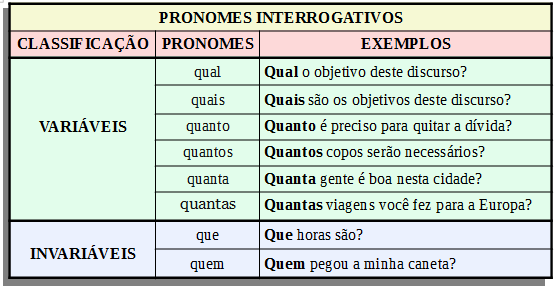 PRONOMES INTERROGATIVOS
CLASSIFICAÇÃO PRONOMES EXEMPLOS
VARIÁVEIS
qual Qual o objetivo deste discurso?
quais Quais são os objetivos deste discurso?
quanto Quanto é preciso para quitar a dívida?
quantos Quantos copos serão necessários?
quanta Quanta gente é boa nesta cidade?
quantas Quantas viagens você fez para a Europa?
INVARIÁVEIS
que Que horas são?
quem Quem pegou a minha caneta?